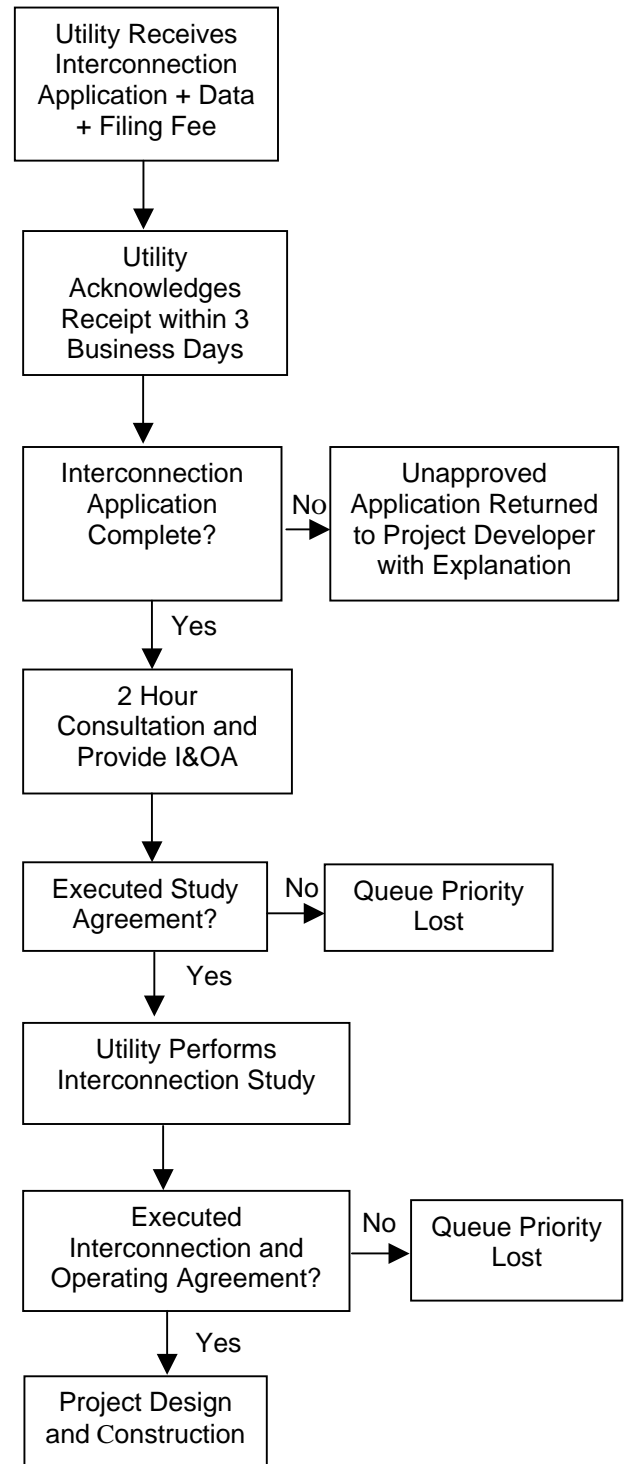 Utility Receives
Interconnection
Application + Data
+ Filing Fee
Utility
Acknowledges
Receipt within 3
Business Days
Interconnection
Application
Complete?
No
Unapproved
Application Returned
to Project Developer
with Explanation
Yes
2 Hour
Consultation and
Provide I&OA
Executed Study
Agreement?
No
Queue Priority
Lost
Yes
Utility Performs
Interconnection Study
Executed
Interconnection and
Operating Agreement?
No
Queue Priority
Lost
Yes
Project Design
and Construction